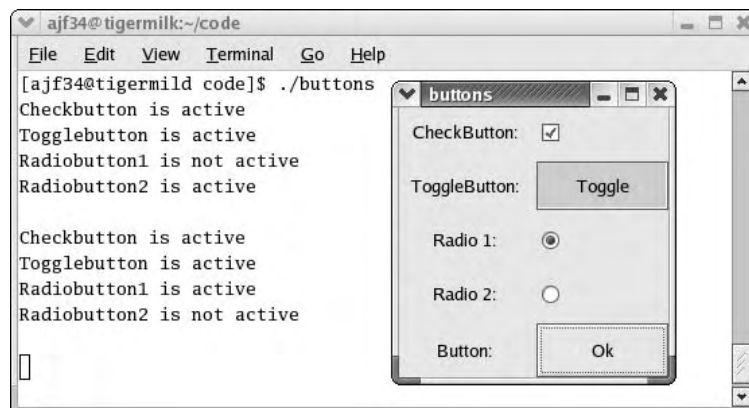 ajf34@tigermilk:~/code
File Edit View Terminal Go Help
[ajf34@tigermild code]$ ./buttons
Checkbutton is active
Togglebutton is active
Radiobutton1 is not active
Radiobutton2 is active
Checkbutton is active
Togglebutton is active
Radiobutton1 is active
Radiobutton2 is not active
buttons
CheckButton:
ToggleButton: Toggle
Radio 1:
Radio 2:
Button: Ok